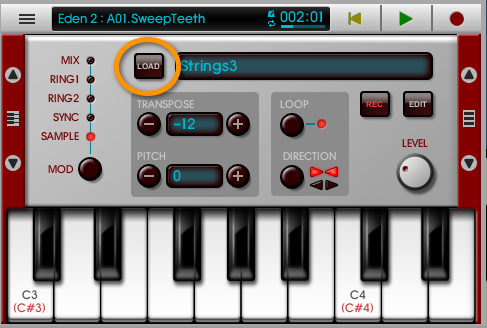 Eden 2 : A01.SweepTeeth
002:01
MIX
RING1
RING2
SYNC
SAMPLE
MOD
LOAD
Strings3
TRANSPOSE
-12
PITCH
0
LOOP
DIRECTION
REC
EDIT
LEVEL
C3
(C#3)
C4
(C#4)